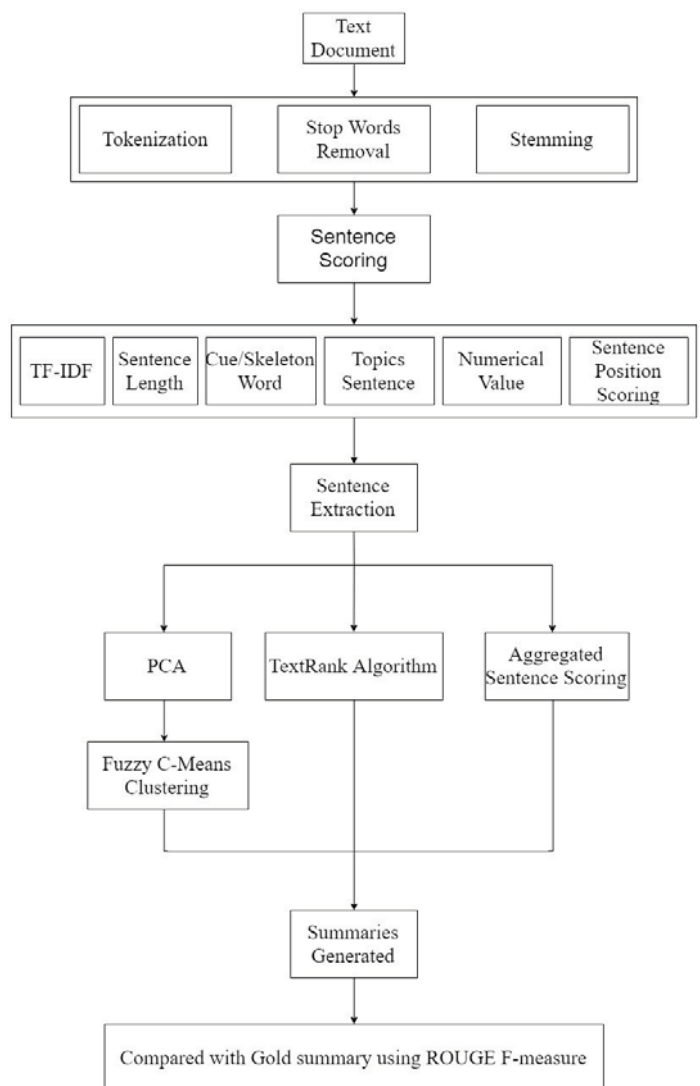 Text
Document
Tokenization
Stop Words
Removal
Stemming
Sentence
Scoring
TF-IDF
Sentence
Length
Cue/Skeleton
Word
Topics
Sentence
Numerical
Value
Sentence
Position
Scoring
Sentence
Extraction
PCA
TextRank Algorithm
Aggregated
Sentence Scoring
Fuzzy C-Means
Clustering
Summaries
Generated
Compared with Gold summary using ROUGE F-measure